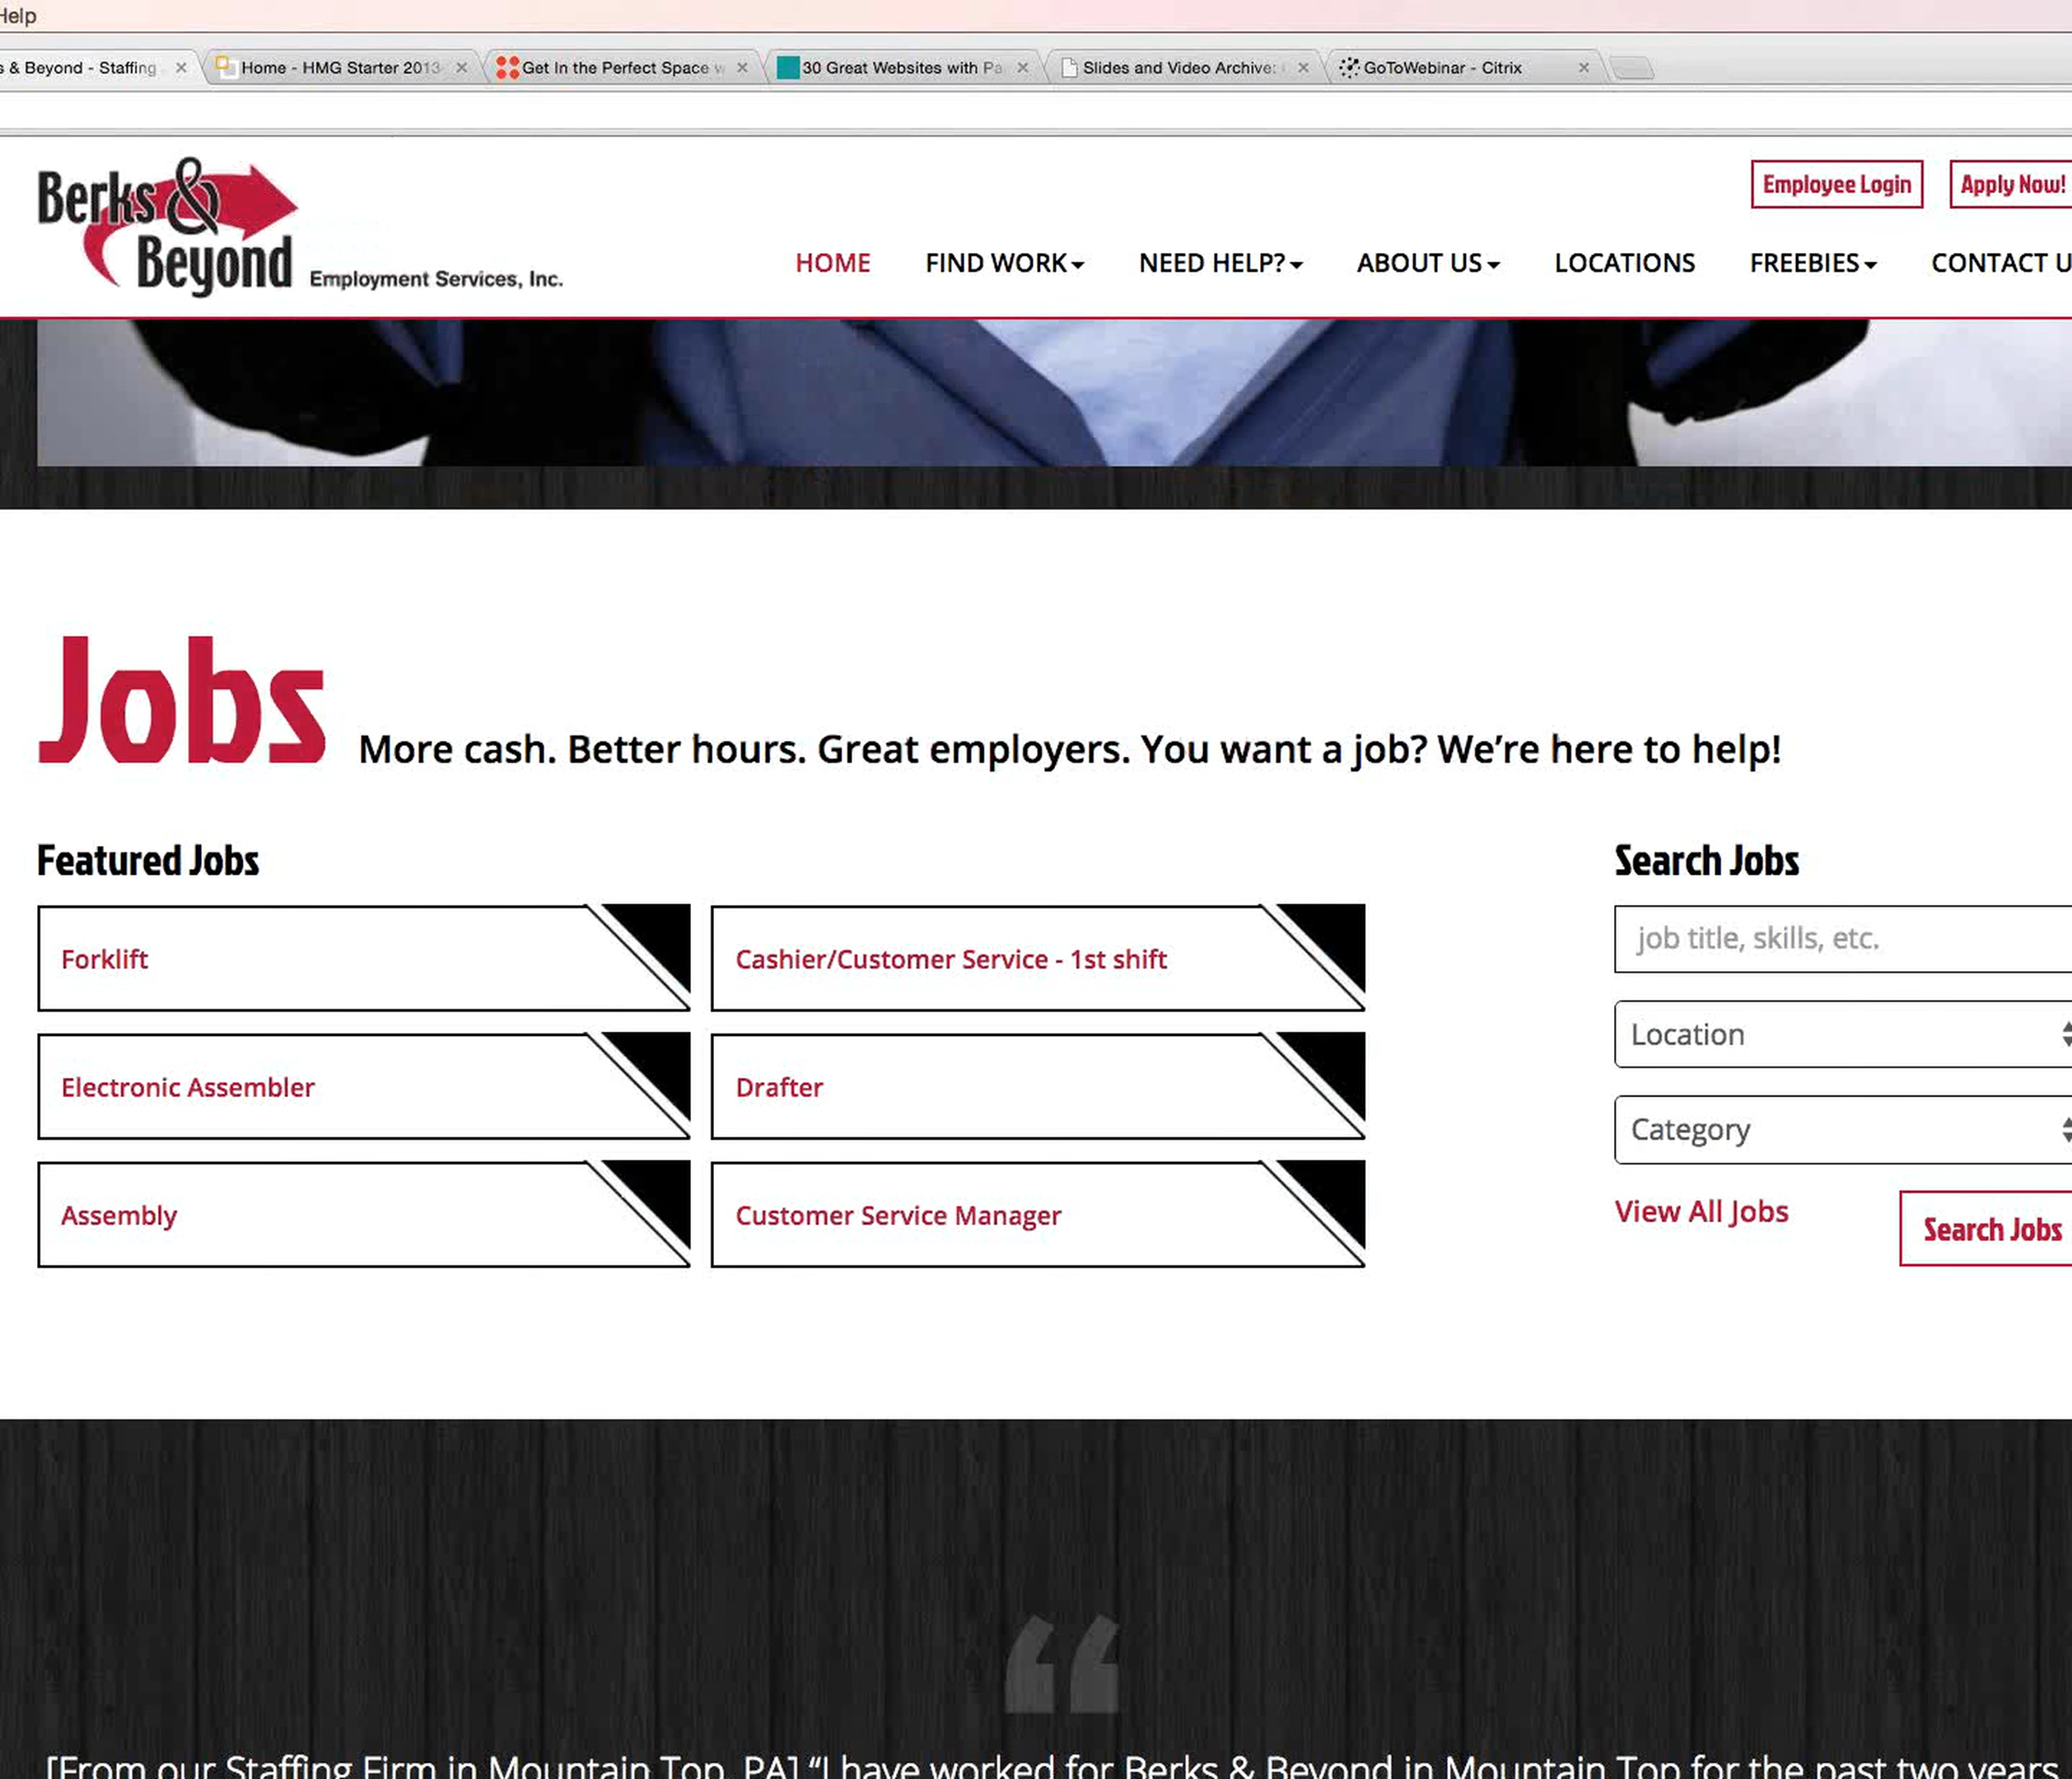 Help
& Beyond - Staffing
Home - HMG Starter 2013
Get In the Perfect Space w
30 Great Websites with Pa
Slides and Video Archive:
GoToWebinar - Citrix
Berks &
Beyond Employment Services, Inc.
Employee Login
Apply Now!
HOME FIND WORK NEED HELP? ABOUT US LOCATIONS FREEBIES CONTACT U
Jobs More cash. Better hours. Great employers. You want a job? We’re here to help!
Featured Jobs
Forklift
Cashier/Customer Service - 1st shift
Electronic Assembler
Drafter
Assembly
Customer Service Manager
Search Jobs
job title, skills, etc.
Location
Category
View All Jobs
Search Jobs
“
[From our Staffing Firm in Mountain Top, PA] “I have worked for Berks & Beyond in Mountain Top for the past two years